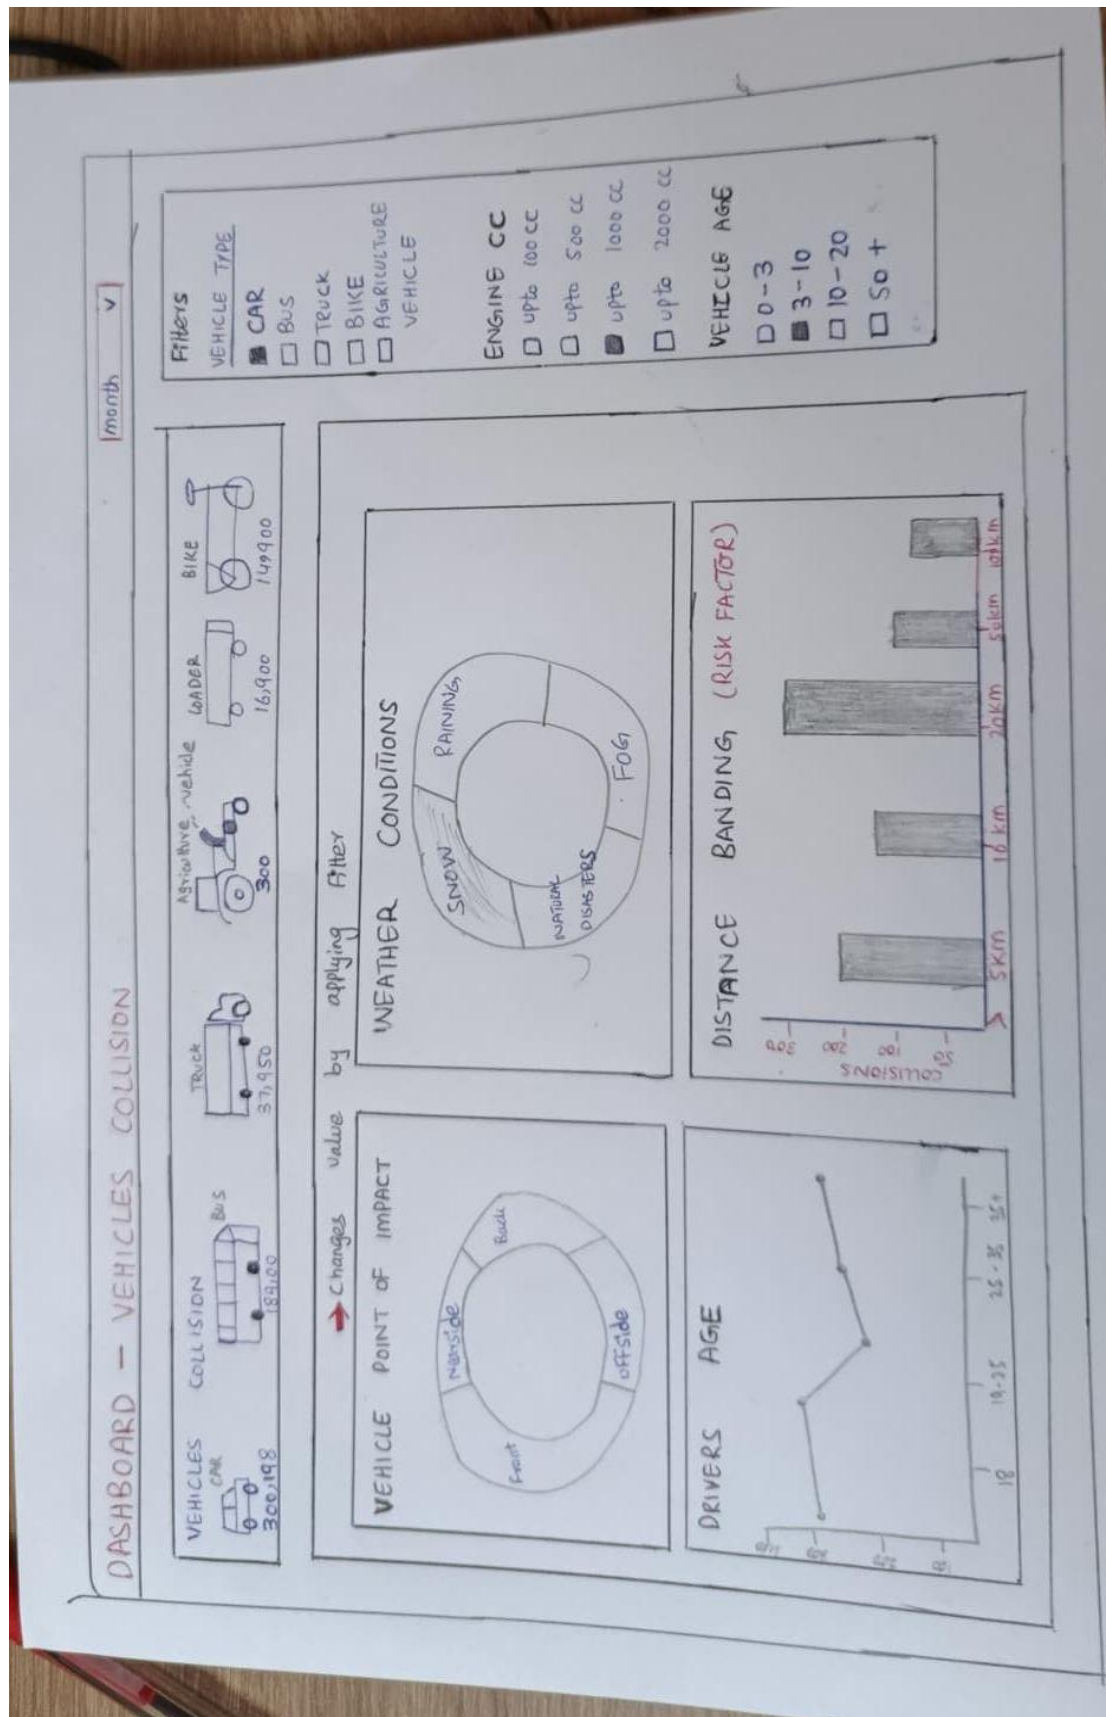 DASHBOARD – VEHICLES COLLISION
month v
VEHICLES COLLISION
CAR
300,198
BUS
189,00
TRUCK
37,950
Agriculture vehicle
300
LOADER
16,900
BIKE
149900
Filters
VEHICLE TYPE
CAR
BUS
TRUCK
BIKE
AGRICULTURE
VEHICLE
ENGINE CC
upto 100 CC
upto 500 CC
upto 1000 CC
upto 2000 CC
VEHICLE AGE
0-3
3-10
10-20
50+
Changes value by applying Filter
VEHICLE POINT OF IMPACT
Nearside
Back
Front
offside
WEATHER CONDITIONS
SNOW
RAINING
NATURAL
DISASTERS
FOG
DRIVERS AGE
18
19-25
25-35
35+
DISTANCE BANDING (RISK FACTOR)
COLLISIONS
300
200
100
50
> 5km
10 km
20km
50km
100km